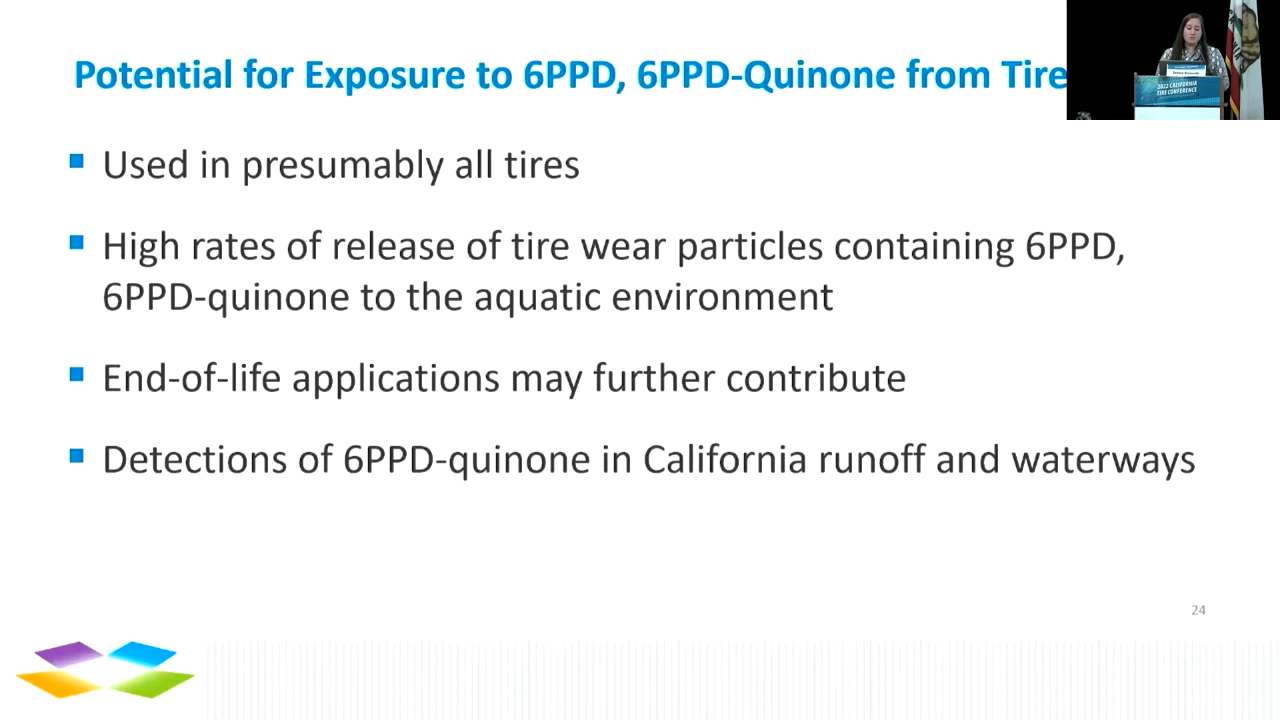 Potential for Exposure to 6PPD, 6PPD-Quinone from Tire
2022 CALIFORNIA
TIRE CONFERENCE
Used in presumably all tires
High rates of release of tire wear particles containing 6PPD,
6PPD-quinone to the aquatic environment
End-of-life applications may further contribute
Detections of 6PPD-quinone in California runoff and waterways
24